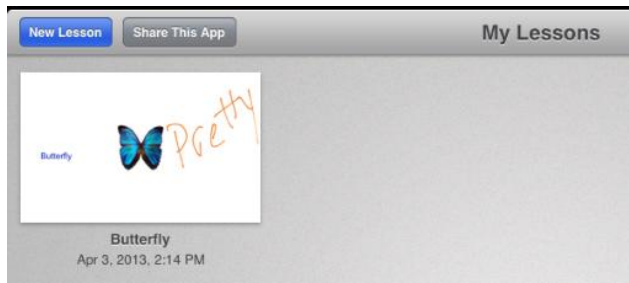 New Lesson Share This App My Lessons
Butterfly Pretty
Butterfly
Apr 3, 2013, 2:14 PM